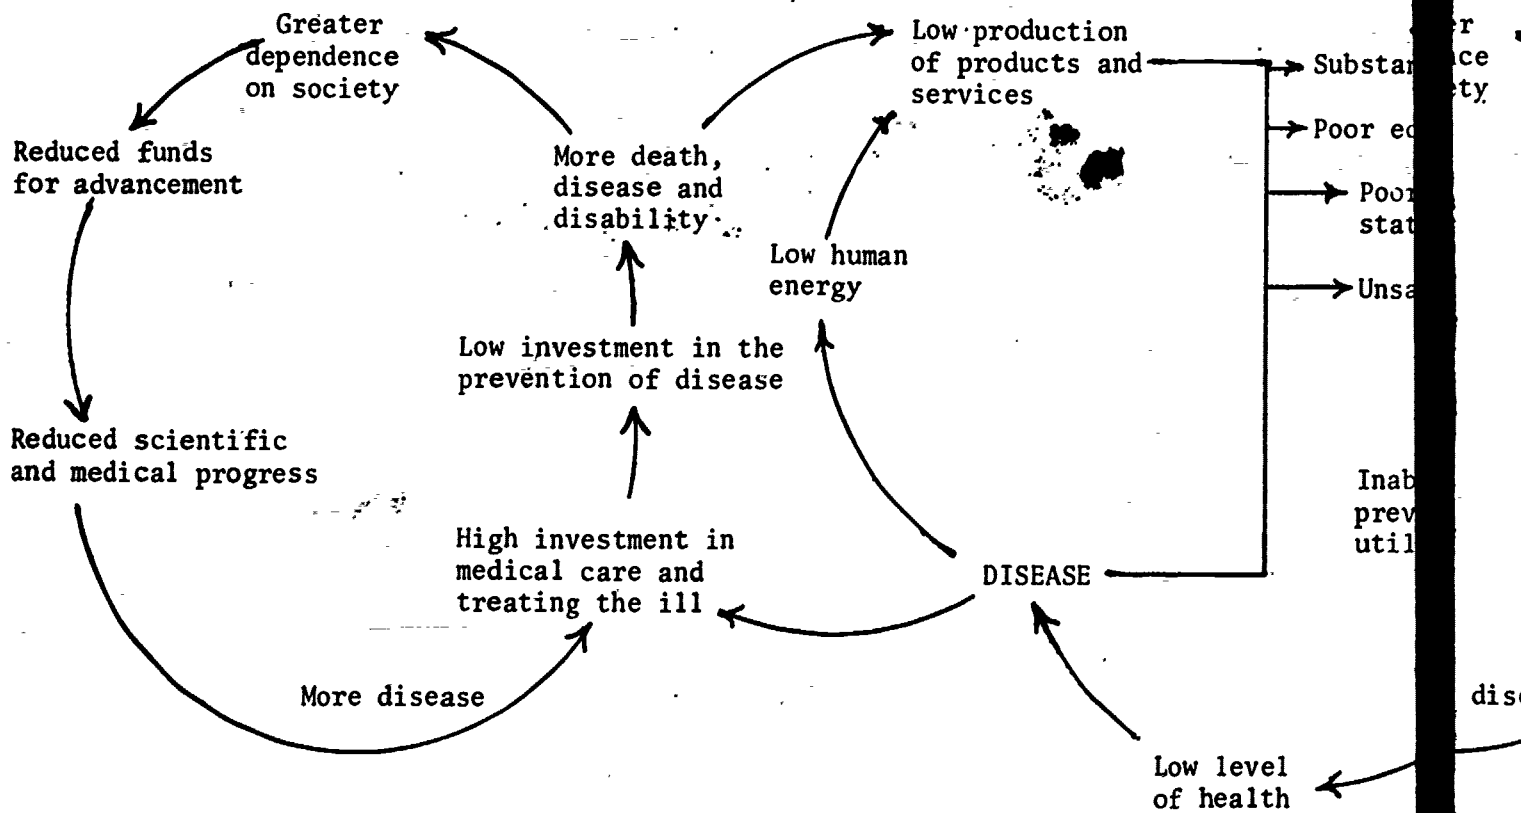 Greater
dependence
on society
Reduced funds
for advancement
Reduced scientific
and medical progress
More disease
More death,
disease and
disability
Low investment in the
prevention of disease
High investment in
medical care and
treating the ill
Low production
of products and
services
Low human
energy
DISEASE
Low level
of health
Poor